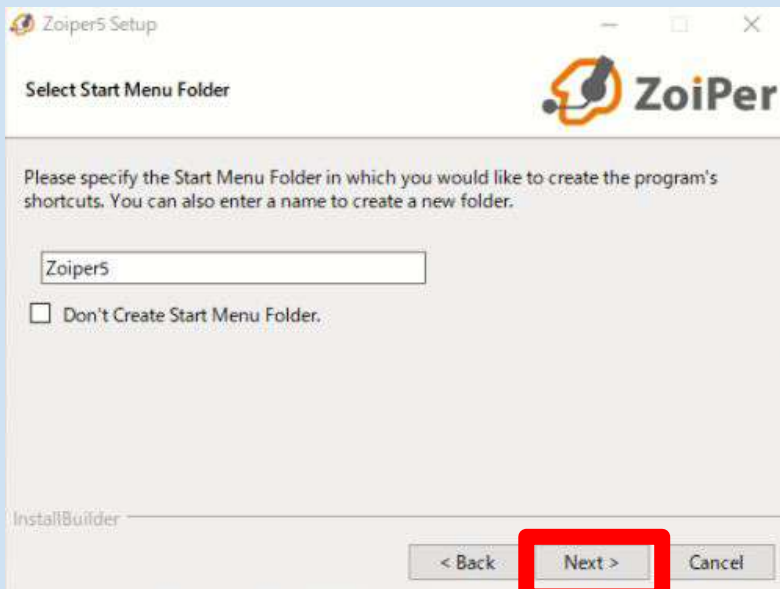 Zoiper5 Setup
Select Start Menu Folder
ZoiPer
Please specify the Start Menu Folder in which you would like to create the program's
shortcuts. You can also enter a name to create a new folder.
Zoiper5
Don't Create Start Menu Folder.
InstallBuilder
< Back
Next >
Cancel